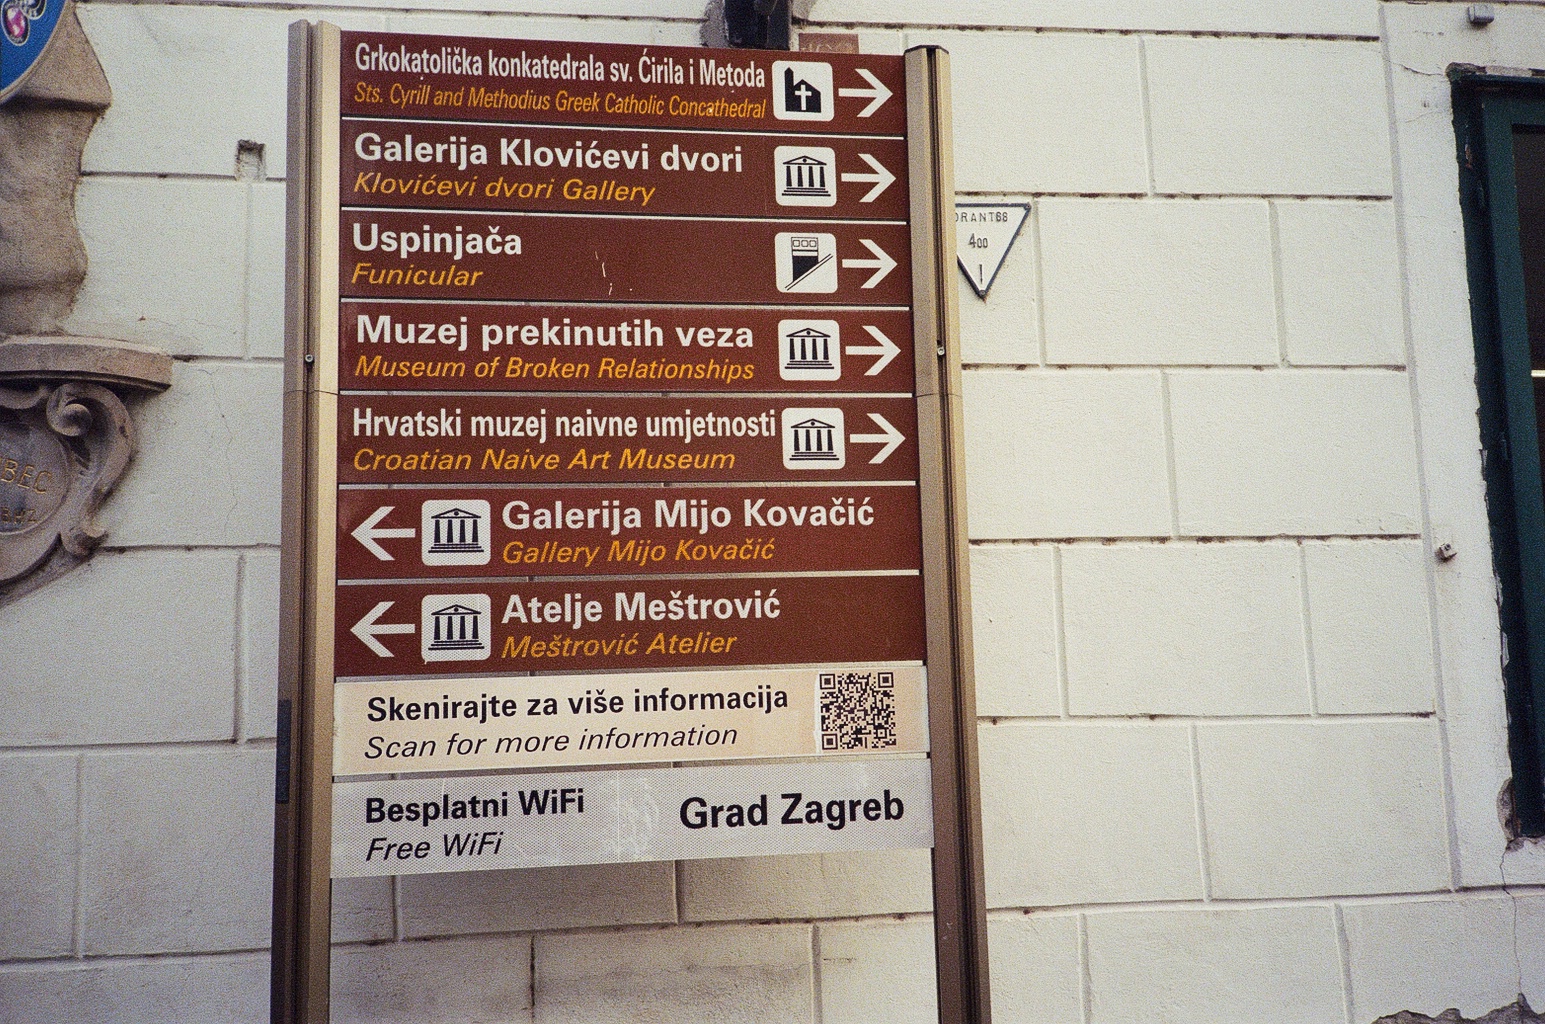 Grkokatolička konkatedrala sv. Ćirila i Metoda
Sts. Cyrill and Methodius Greek Catholic Concathedral
Galerija Klovićevi dvori
Klovićevi dvori Gallery
Uspinjača
Funicular
Muzej prekinutih veza
Museum of Broken Relationships
Hrvatski muzej naivne umjetnosti
Croatian Naive Art Museum
Galerija Mijo Kovačić
Gallery Mijo Kovačić
Atelje Meštrović
Meštrović Atelier
Skenirajte za više informacija
Scan for more information
Besplatni WiFi
Free WiFi
Grad Zagreb
DRANT68
400